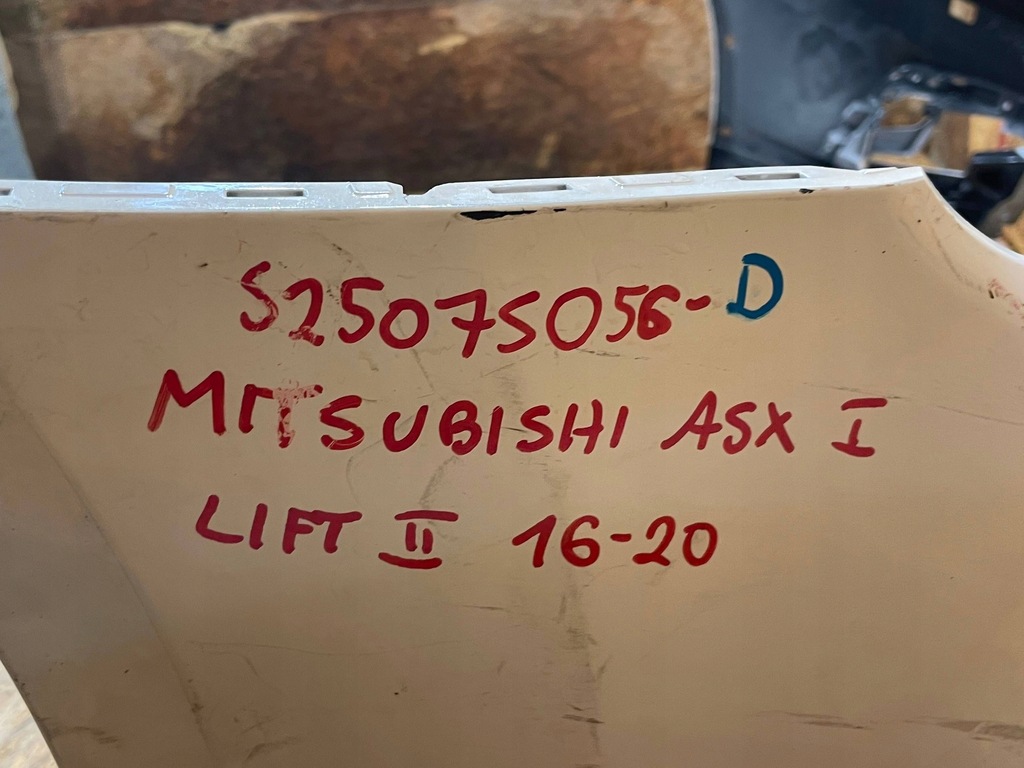 S25075056-D
MITSUBISHI ASX I
LIFT II 16-20